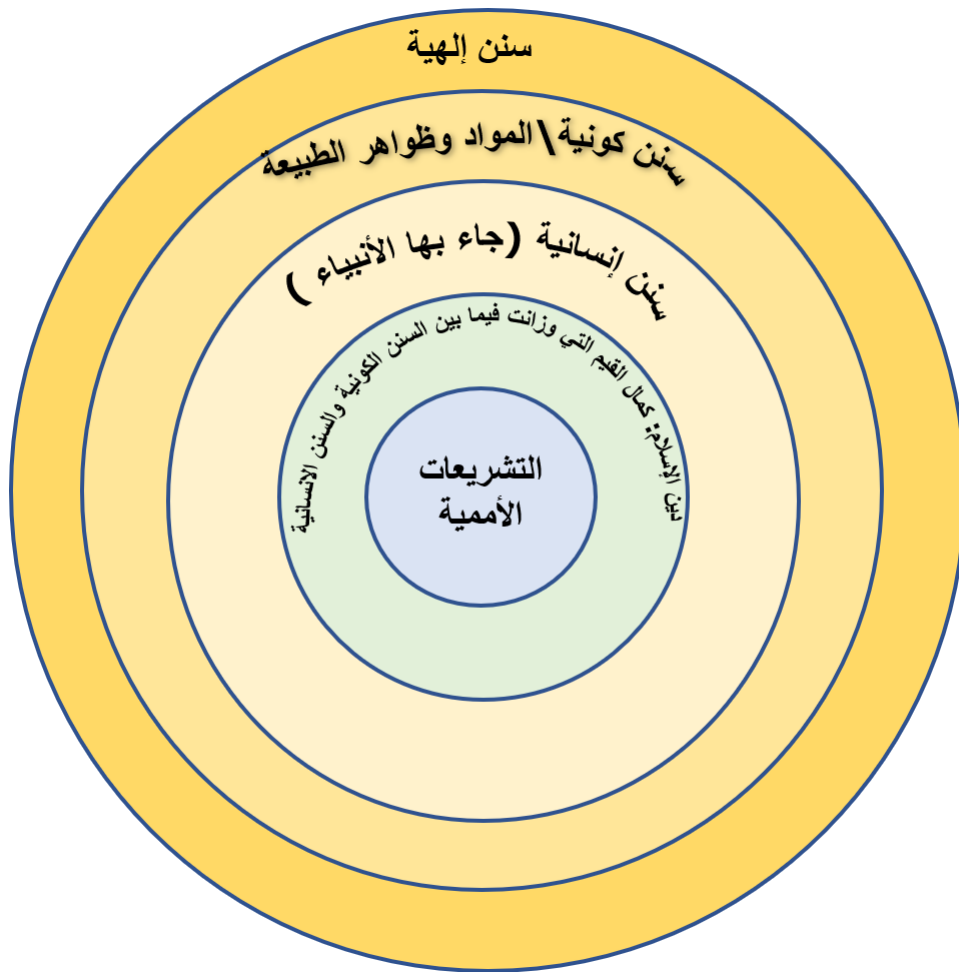 سنن إلهية
سنن كونية\المواد وظواهر الطبيعة
سنن إنسانية (جاء بها الأنبياء )
دين الإسلام: كمال القيم التي وزانت فيما بين السنن الكونية والسنن الانسانية
التشريعات
الأممية